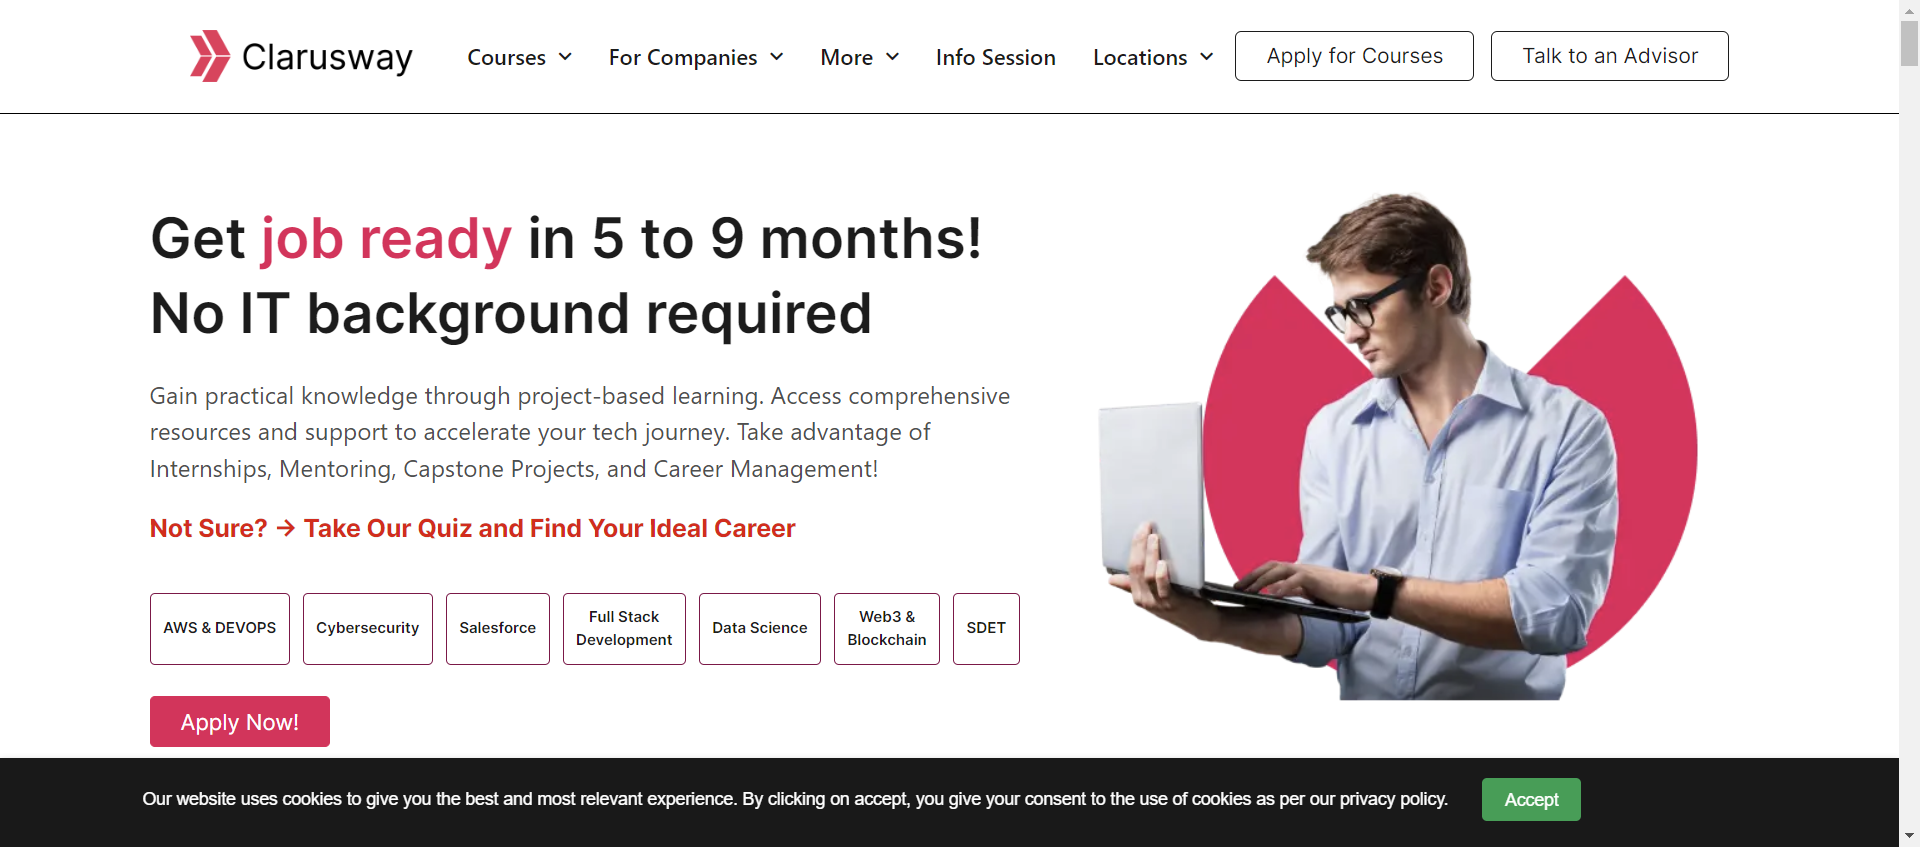 Clarusway
Courses
For Companies
More
Info Session
Locations
Apply for Courses
Talk to an Advisor
Get job ready in 5 to 9 months!
No IT background required
Gain practical knowledge through project-based learning. Access comprehensive
resources and support to accelerate your tech journey. Take advantage of
Internships, Mentoring, Capstone Projects, and Career Management!
Not Sure? → Take Our Quiz and Find Your Ideal Career
AWS & DEVOPS
Cybersecurity
Salesforce
Full Stack
Development
Data Science
Web3 &
Blockchain
SDET
Apply Now!
Our website uses cookies to give you the best and most relevant experience. By clicking on accept, you give your consent to the use of cookies as per our privacy policy.
Accept